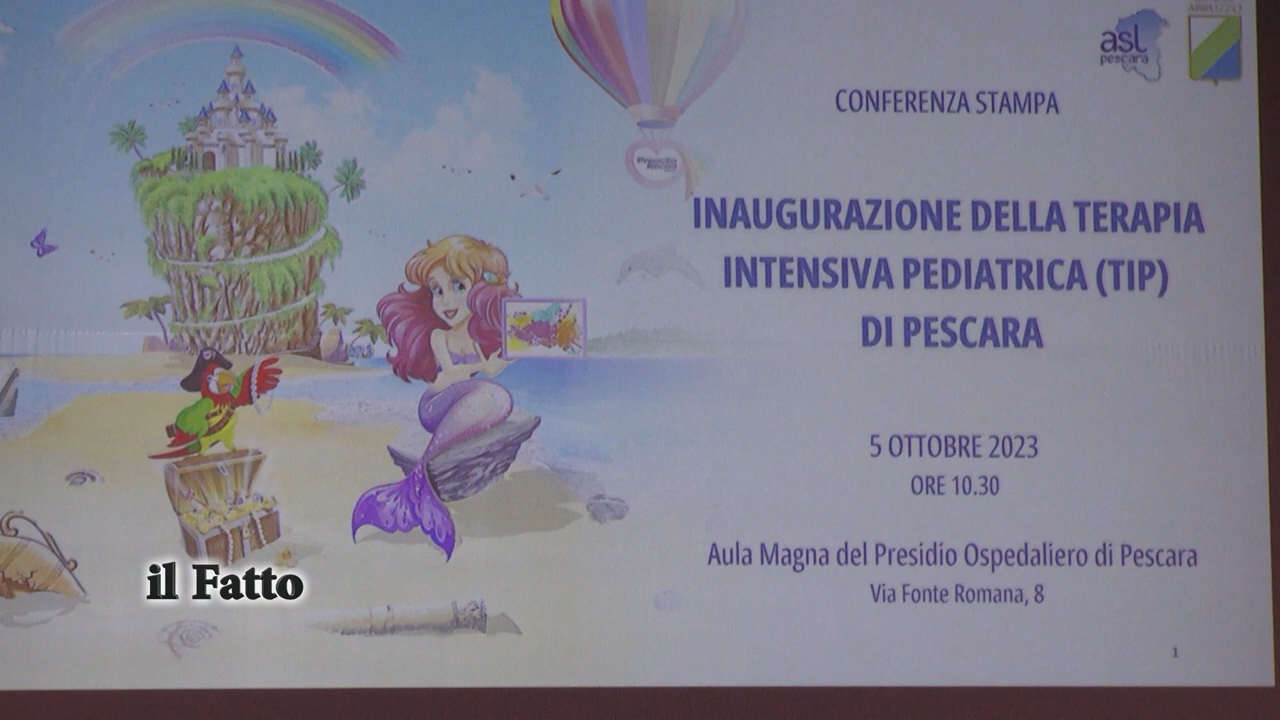 asl
pescara
CONFERENZA STAMPA
INAUGURAZIONE DELLA TERAPIA
INTENSIVA PEDIATRICA (TIP)
DI PESCARA
5 OTTOBRE 2023
ORE 10.30
Aula Magna del Presidio Ospedaliero di Pescara
Via Fonte Romana, 8
il Fatto
1